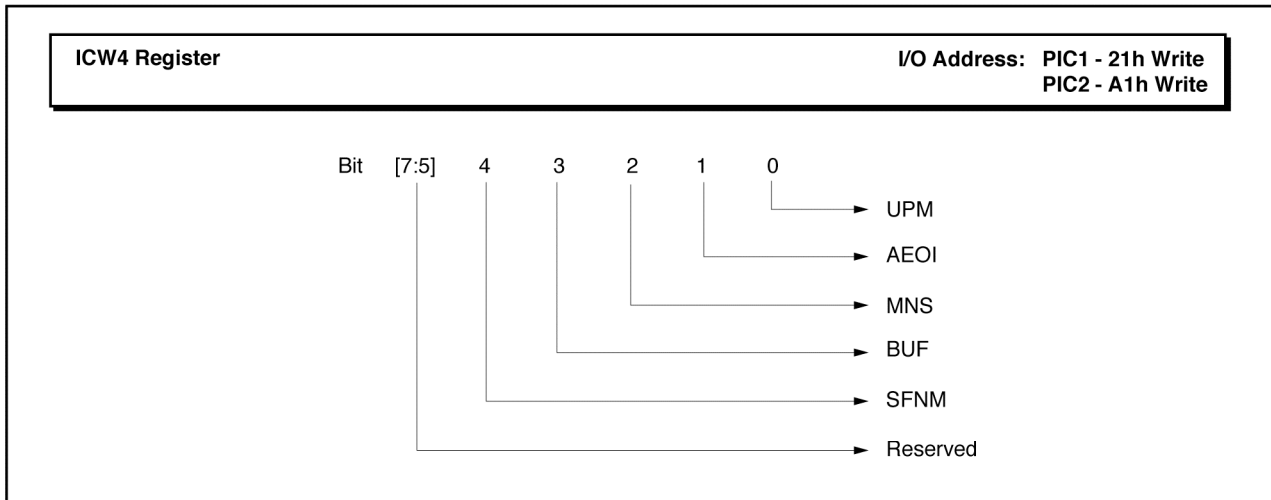 ICW4 Register I/O Address: PIC1 - 21h Write
PIC2 - A1h Write
Bit [7:5] 4 3 2 1 0
UPM
AEOI
MNS
BUF
SFNM
Reserved